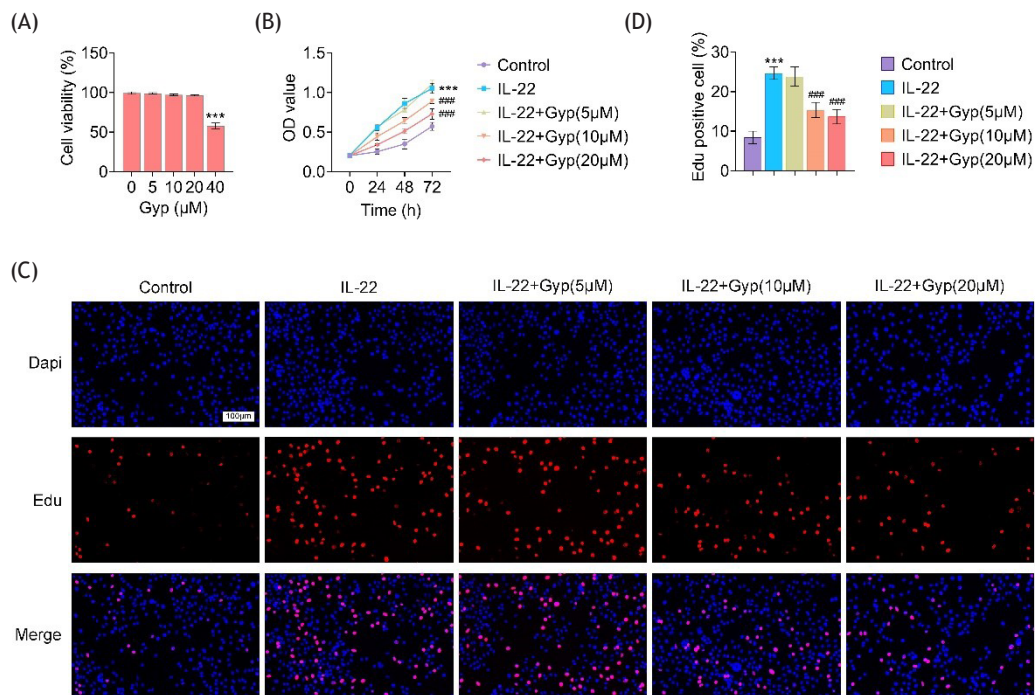 (A)
Cell viability (%)
150
100
50
0
***
0 5 10 20 40
Gyp (μM)
(B)
OD value
1.5
1.0
0.5
0.0
***
###
###
0 24 48 72
Time (h)
Control
IL-22
IL-22+Gyp(5μM)
IL-22+Gyp(10μM)
IL-22+Gyp(20μM)
(D)
Edu positive cell (%)
30
20
10
0
***
###
###
Control
IL-22
IL-22+Gyp(5μM)
IL-22+Gyp(10μM)
IL-22+Gyp(20μM)
(C)
Control IL-22 IL-22+Gyp(5μM) IL-22+Gyp(10μM) IL-22+Gyp(20μM)
Dapi
100μm
Edu
Merge